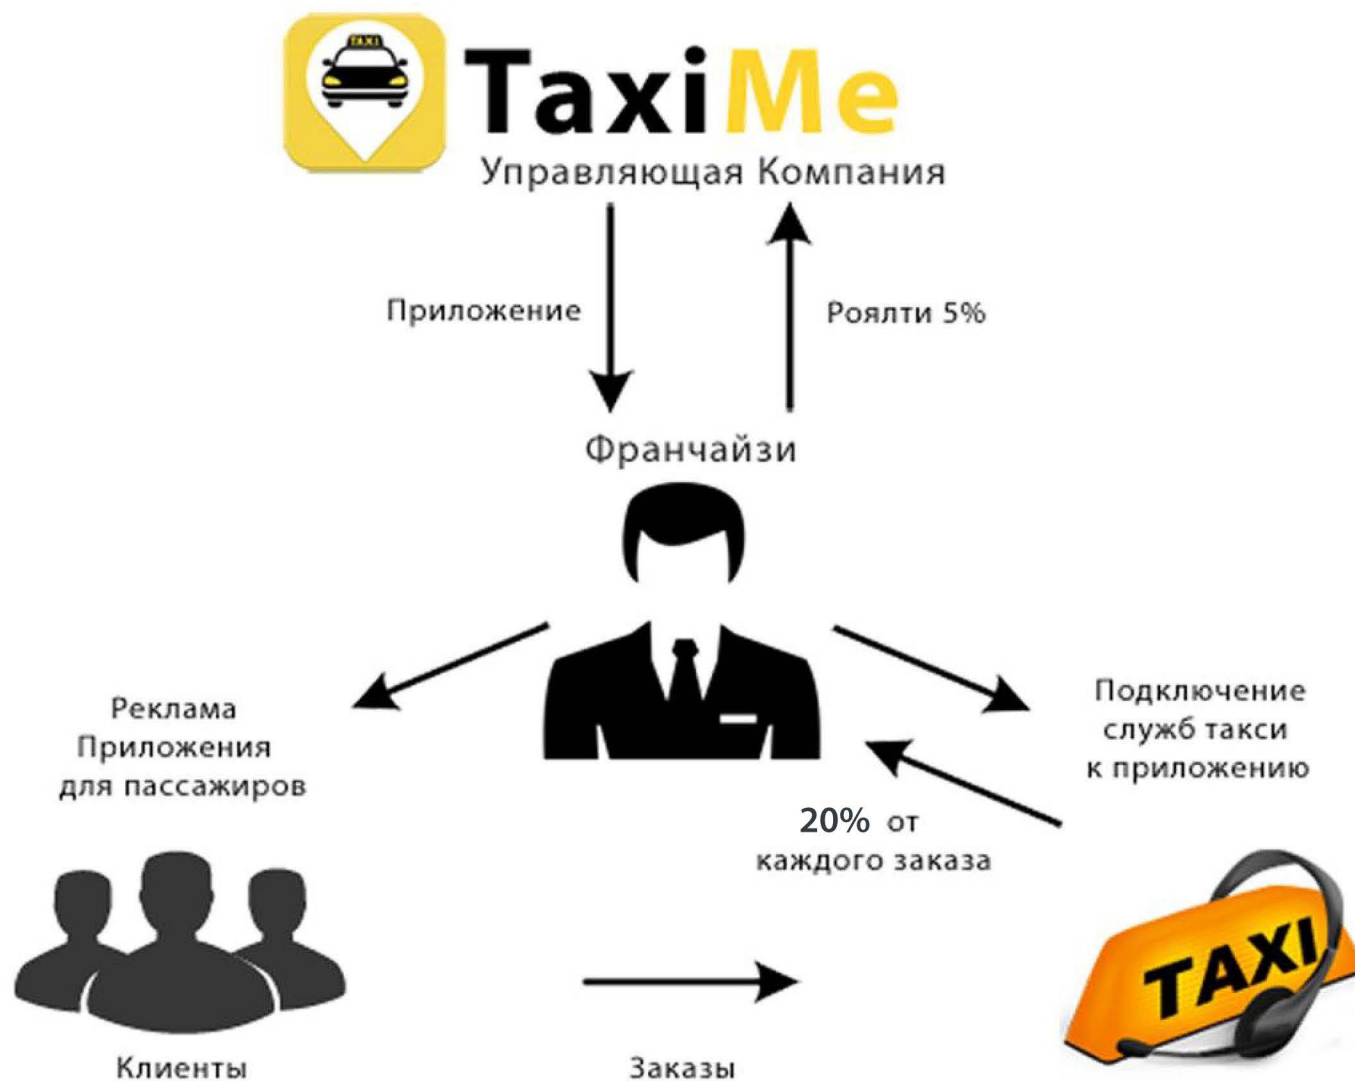 TAXI
TaxiMe
Управляющая Компания
Приложение
Роялти 5%
Франчайзи
Реклама
Приложения
для пассажиров
Подключение
служб такси
к приложению
20% от
каждого заказа
TAXI
Клиенты
Заказы